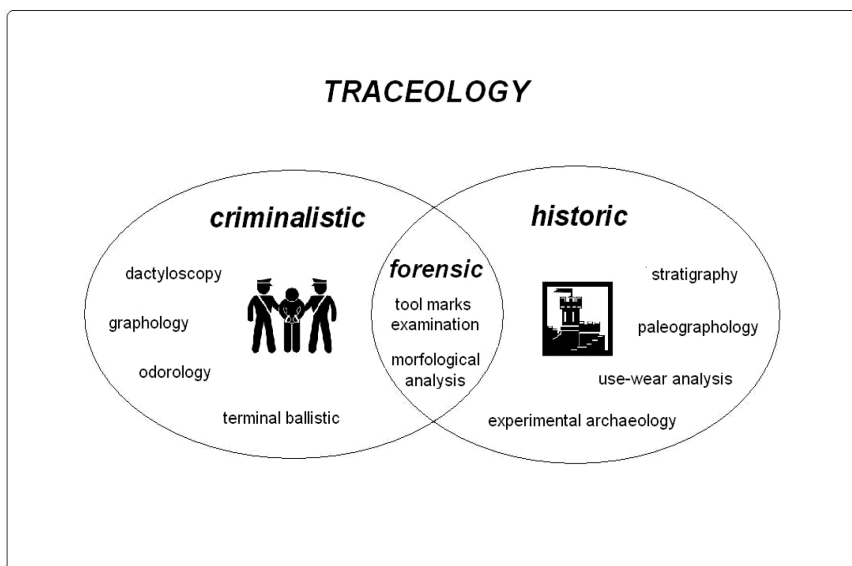 TRACEOLOGY
criminalistic
dactyloscopy
graphology
odorology
terminal ballistic
forensic
tool marks
examination
morfological
analysis
historic
stratigraphy
paleographology
use-wear analysis
experimental archaeology